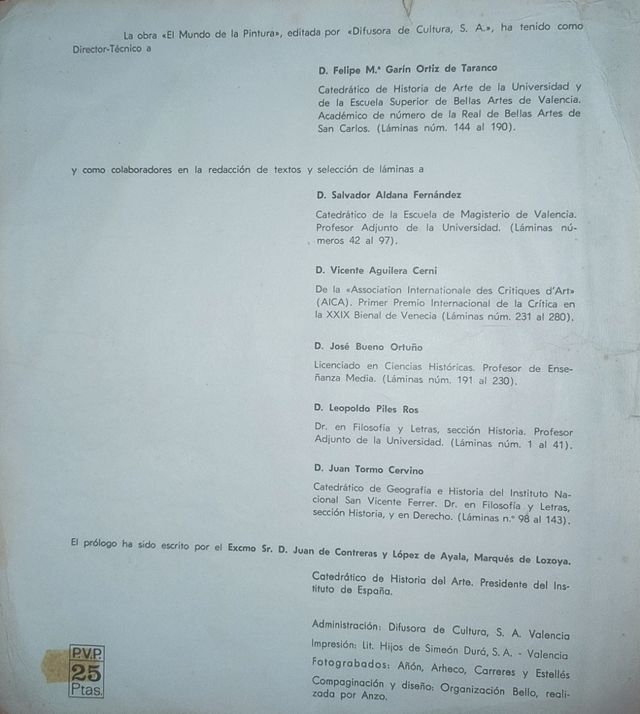 La obra «El Mundo de la Pintura», editada por «Difusora de Cultura, S. A.», ha tenido como
Director-Técnico a
D. Felipe M.ª Garín Ortiz de Taranco
Catedrático de Historia de Arte de la Universidad y
de la Escuela Superior de Bellas Artes de Valencia.
Académico de número de la Real de Bellas Artes de
San Carlos. (Láminas núm. 144 al 190).
y como colaboradores en la redacción de textos y selección de láminas a
D. Salvador Aldana Fernández
Catedrático de la Escuela de Magisterio de Valencia.
Profesor Adjunto de la Universidad. (Láminas nú-
meros 42 al 97).
D. Vicente Aguilera Cerni
De la «Association Internationale des Critiques d'Art»
(AICA). Primer Premio Internacional de la Crítica en
la XXIX Bienal de Venecia (Láminas núm. 231 al 280).
D. José Bueno Ortuño
Licenciado en Ciencias Históricas. Profesor de Ense-
ñanza Media. (Láminas núm. 191 al 230).
D. Leopoldo Piles Ros
Dr. en Filosofía y Letras, sección Historia. Profesor
Adjunto de la Universidad. (Láminas núm. 1 al 41).
D. Juan Tormo Cervino
Catedrático de Geografía e Historia del Instituto Na-
cional San Vicente Ferrer. Dr. en Filosofía y Letras,
sección Historia, y en Derecho. (Láminas n.º 98 al 143).
El prólogo ha sido escrito por el Excmo Sr. D. Juan de Contreras y López de Ayala, Marqués de Lozoya.
Catedrático de Historia del Arte. Presidente del Ins-
tituto de España.
Administración: Difusora de Cultura, S. A. Valencia
Impresión: Lit. Hijos de Simeón Durá, S. A. - Valencia
Fotograbados: Añón, Arheco, Carreres y Estellés
Compaginación y diseño: Organización Bello, reali-
zada por Anzo.
P.V.P.
25
Ptas.